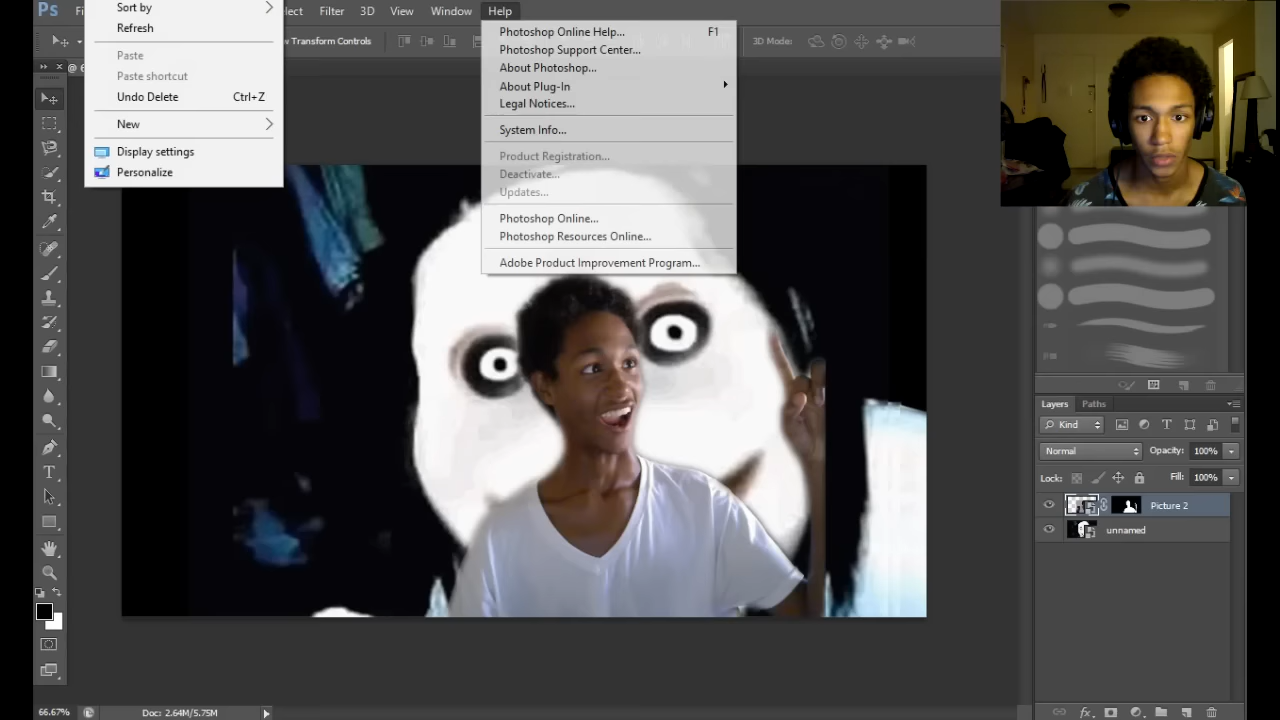 Ps
Fi
lect
Filter
3D
View
Window
Help
Sort by
Refresh
Paste
Paste shortcut
Undo Delete Ctrl+Z
New
Display settings
Personalize
w Transform Controls
3D Mode:
@ 6
Photoshop Online Help... F1
Photoshop Support Center...
About Photoshop...
About Plug-In
Legal Notices...
System Info...
Product Registration...
Deactivate...
Updates...
Photoshop Online...
Photoshop Resources Online...
Adobe Product Improvement Program...
Layers Paths
Kind
Normal Opacity: 100%
Lock: Fill: 100%
Picture 2
unnamed
66.67% Doc: 2.64M/5.75M